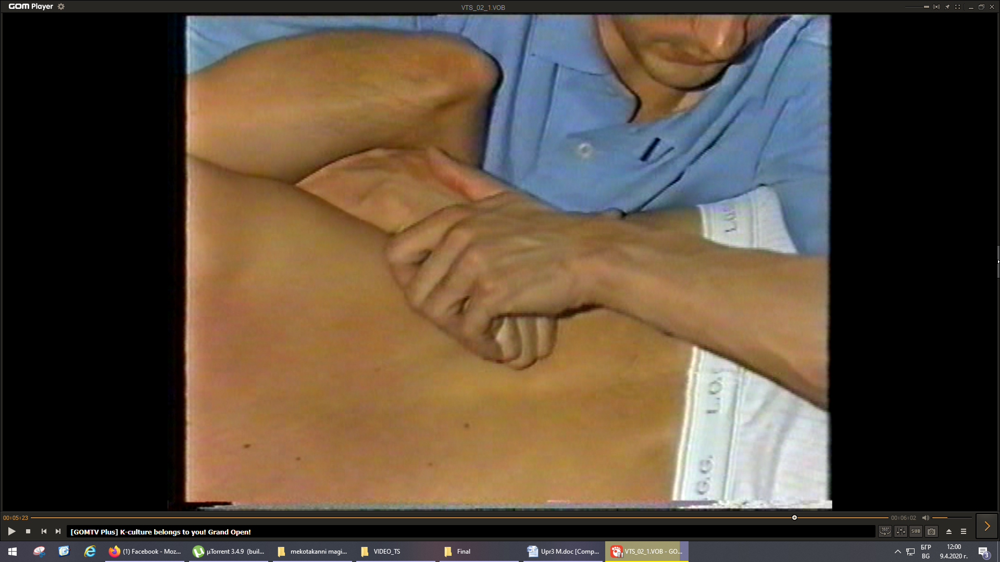 GOM Player
VTS_02_1.VOB
L.O.
G.G.
00:05:23
00:06:02
[GOMTV Plus] K-culture belongs to you! Grand Open!
360°
SUB
(1) Facebook - Moz...
µTorrent 3.4.9 (buil...
mekotakanni magi...
VIDEO_TS
Final
Upr3 M.doc [Comp...
VTS_02_1.VOB - GO...
БГР
BG
12:00
9.4.2020 г.
3